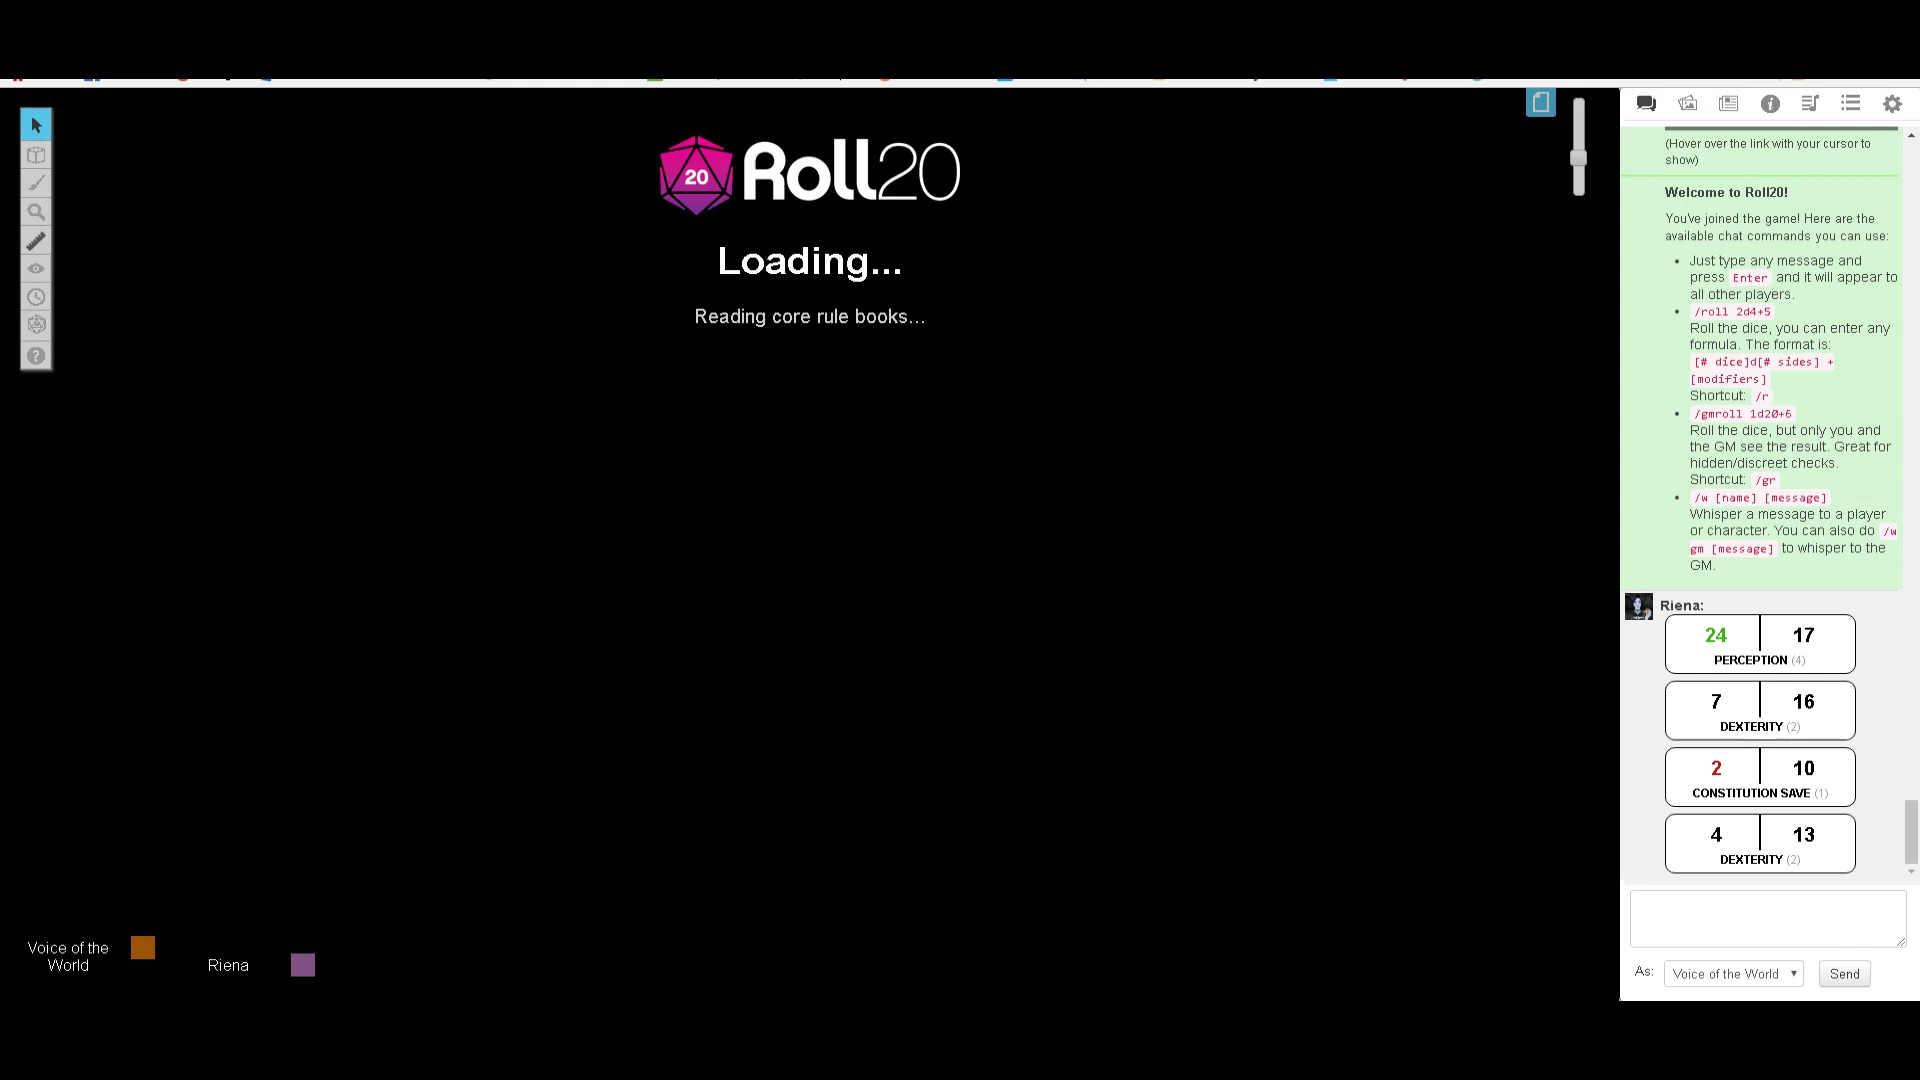 20 Roll20
Loading...
Reading core rule books...
Voice of the
World
Riena
(Hover over the link with your cursor to
show)
Welcome to Roll20!
You've joined the game! Here are the
available chat commands you can use:
• Just type any message and
press Enter and it will appear to
all other players.
• /roll 2d4+5
Roll the dice, you can enter any
formula. The format is:
[# dice]d[# sides] +
[modifiers]
Shortcut: /r
• /gmroll 1d20+6
Roll the dice, but only you and
the GM see the result. Great for
hidden/discreet checks.
Shortcut: /gr
• /w [name] [message]
Whisper a message to a player
or character. You can also do /w
gm [message] to whisper to the
GM.
Riena:
24 17
PERCEPTION (4)
7 16
DEXTERITY (2)
2 10
CONSTITUTION SAVE (1)
4 13
DEXTERITY (2)
As: Voice of the World Send